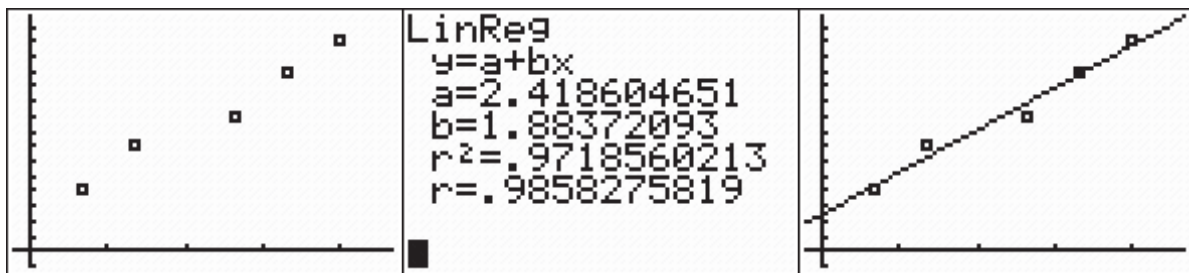 LinReg
y=a+bx
a=2.418604651
b=1.88372093
r²=.9718560213
r=.9858275819